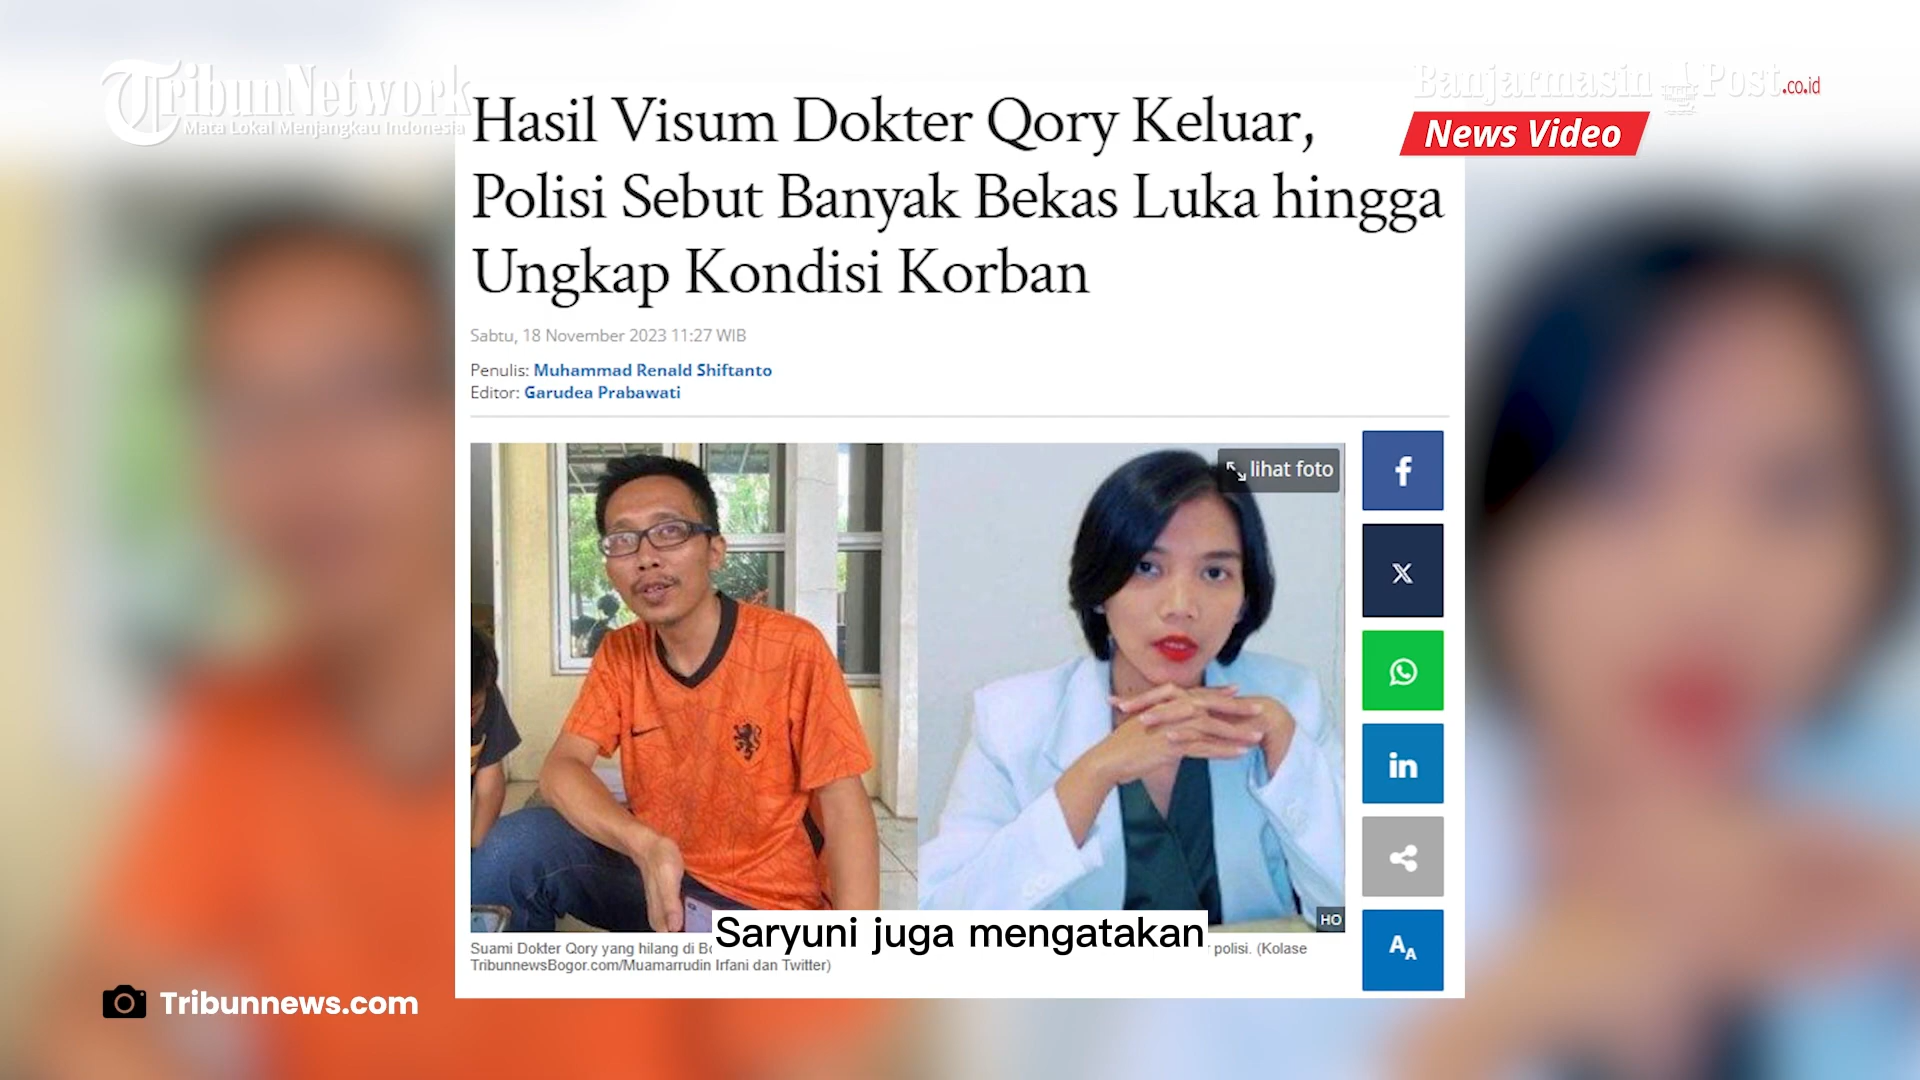 TribunNetwork
Mata Lokal Menjangkau Indonesia
Banjarmasin Post.co.id
News Video
Hasil Visum Dokter Qory Keluar,
Polisi Sebut Banyak Bekas Luka hingga
Ungkap Kondisi Korban
Sabtu, 18 November 2023 11:27 WIB
Penulis: Muhammad Renald Shiftanto
Editor: Garudea Prabawati
lihat foto
HO
Saryuni juga mengatakan
Suami Dokter Qory yang hilang di polisi. (Kolase
TribunnewsBogor.com/Muamarrudin Irfani dan Twitter)
Tribunnews.com